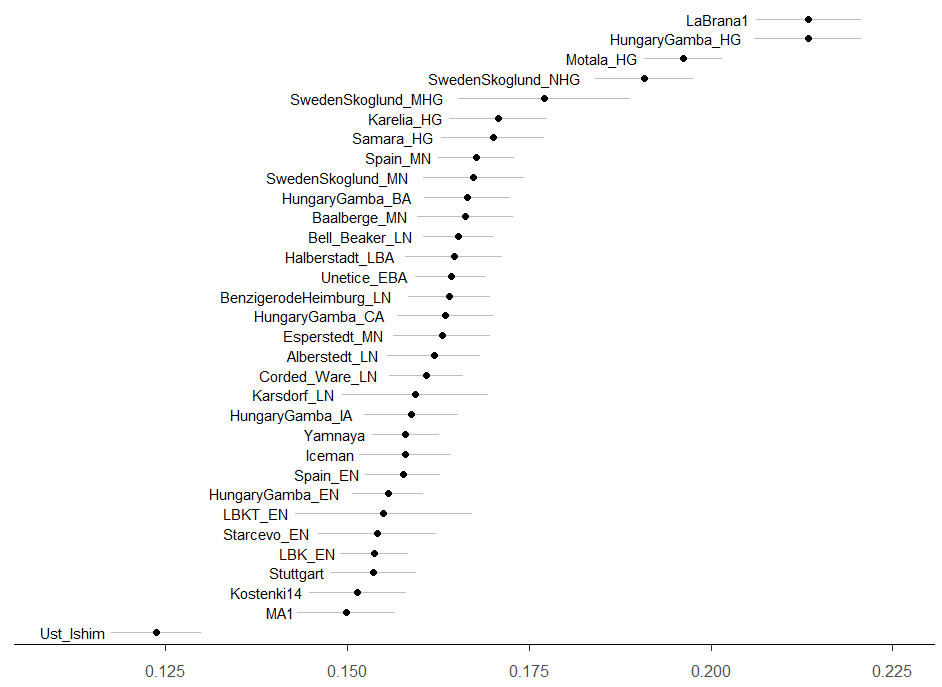 LaBrana1
HungaryGamba_HG
Motala_HG
SwedenSkoglund_NHG
SwedenSkoglund_MHG
Karelia_HG
Samara_HG
Spain_MN
SwedenSkoglund_MN
HungaryGamba_BA
Baalberge_MN
Bell_Beaker_LN
Halberstadt_LBA
Unetice_EBA
BenzigerodeHeimburg_LN
HungaryGamba_CA
Esperstedt_MN
Alberstedt_LN
Corded_Ware_LN
Karsdorf_LN
HungaryGamba_IA
Yamnaya
Iceman
Spain_EN
HungaryGamba_EN
LBKT_EN
Starcevo_EN
LBK_EN
Stuttgart
Kostenki14
MA1
Ust_Ishim
0.125 0.150 0.175 0.200 0.225